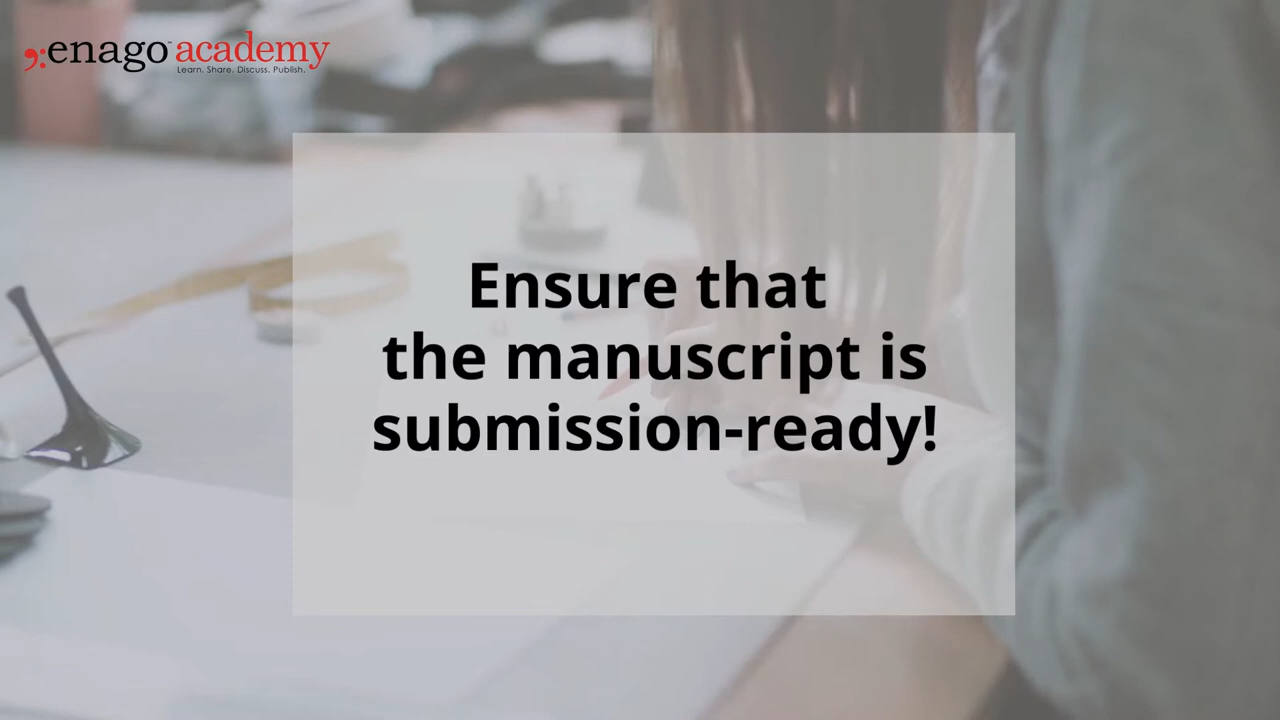 enago academy
Learn. Share. Discuss. Publish.
Ensure that
the manuscript is
submission-ready!